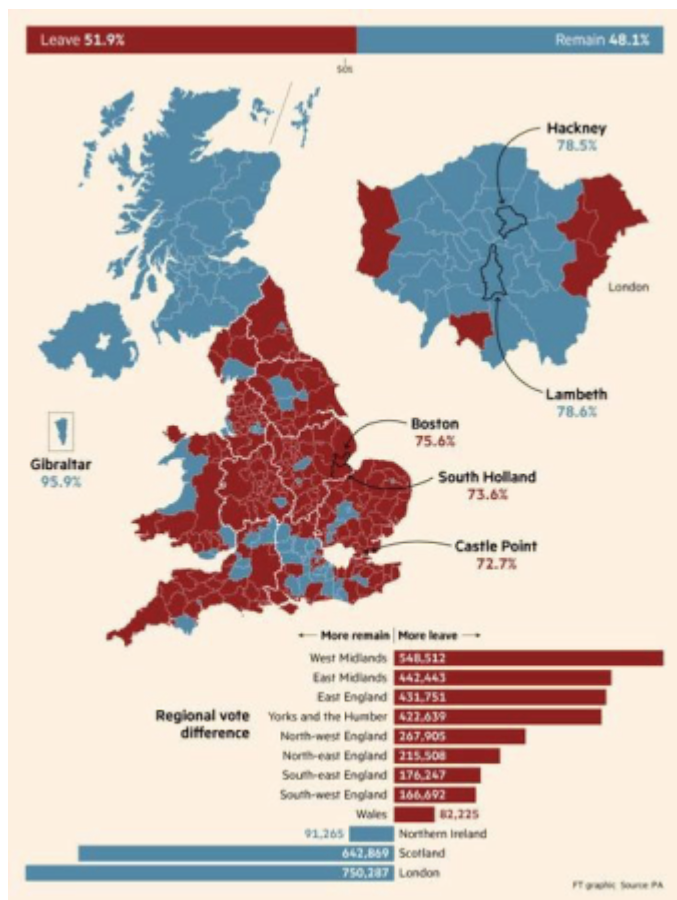 Leave 51.9%
Remain 48.1%
50%
Hackney
78.5%
London
Lambeth
78.6%
Boston
75.6%
Gibraltar
95.9%
South Holland
73.6%
Castle Point
72.7%
← More remain | More leave →
Regional vote
difference
West Midlands 548,512
East Midlands 442,443
East England 431,751
Yorks and the Humber 422,639
North-west England 267,905
North-east England 215,508
South-east England 176,247
South-west England 166,692
Wales 82,225
91,265 Northern Ireland
642,869 Scotland
750,287 London
FT graphic Source: PA